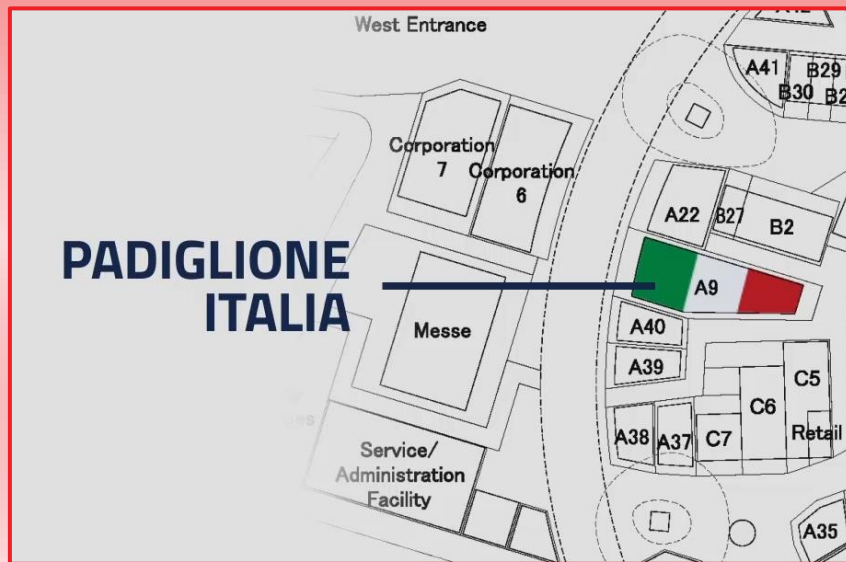 West Entrance
A41
B29
B30
Corporation
7
Corporation
6
A22
B27
B2
PADIGLIONE
ITALIA
A9
Messe
A40
A39
C5
C6
A38
A37
C7
Retail
Service/
Administration
Facility
A35